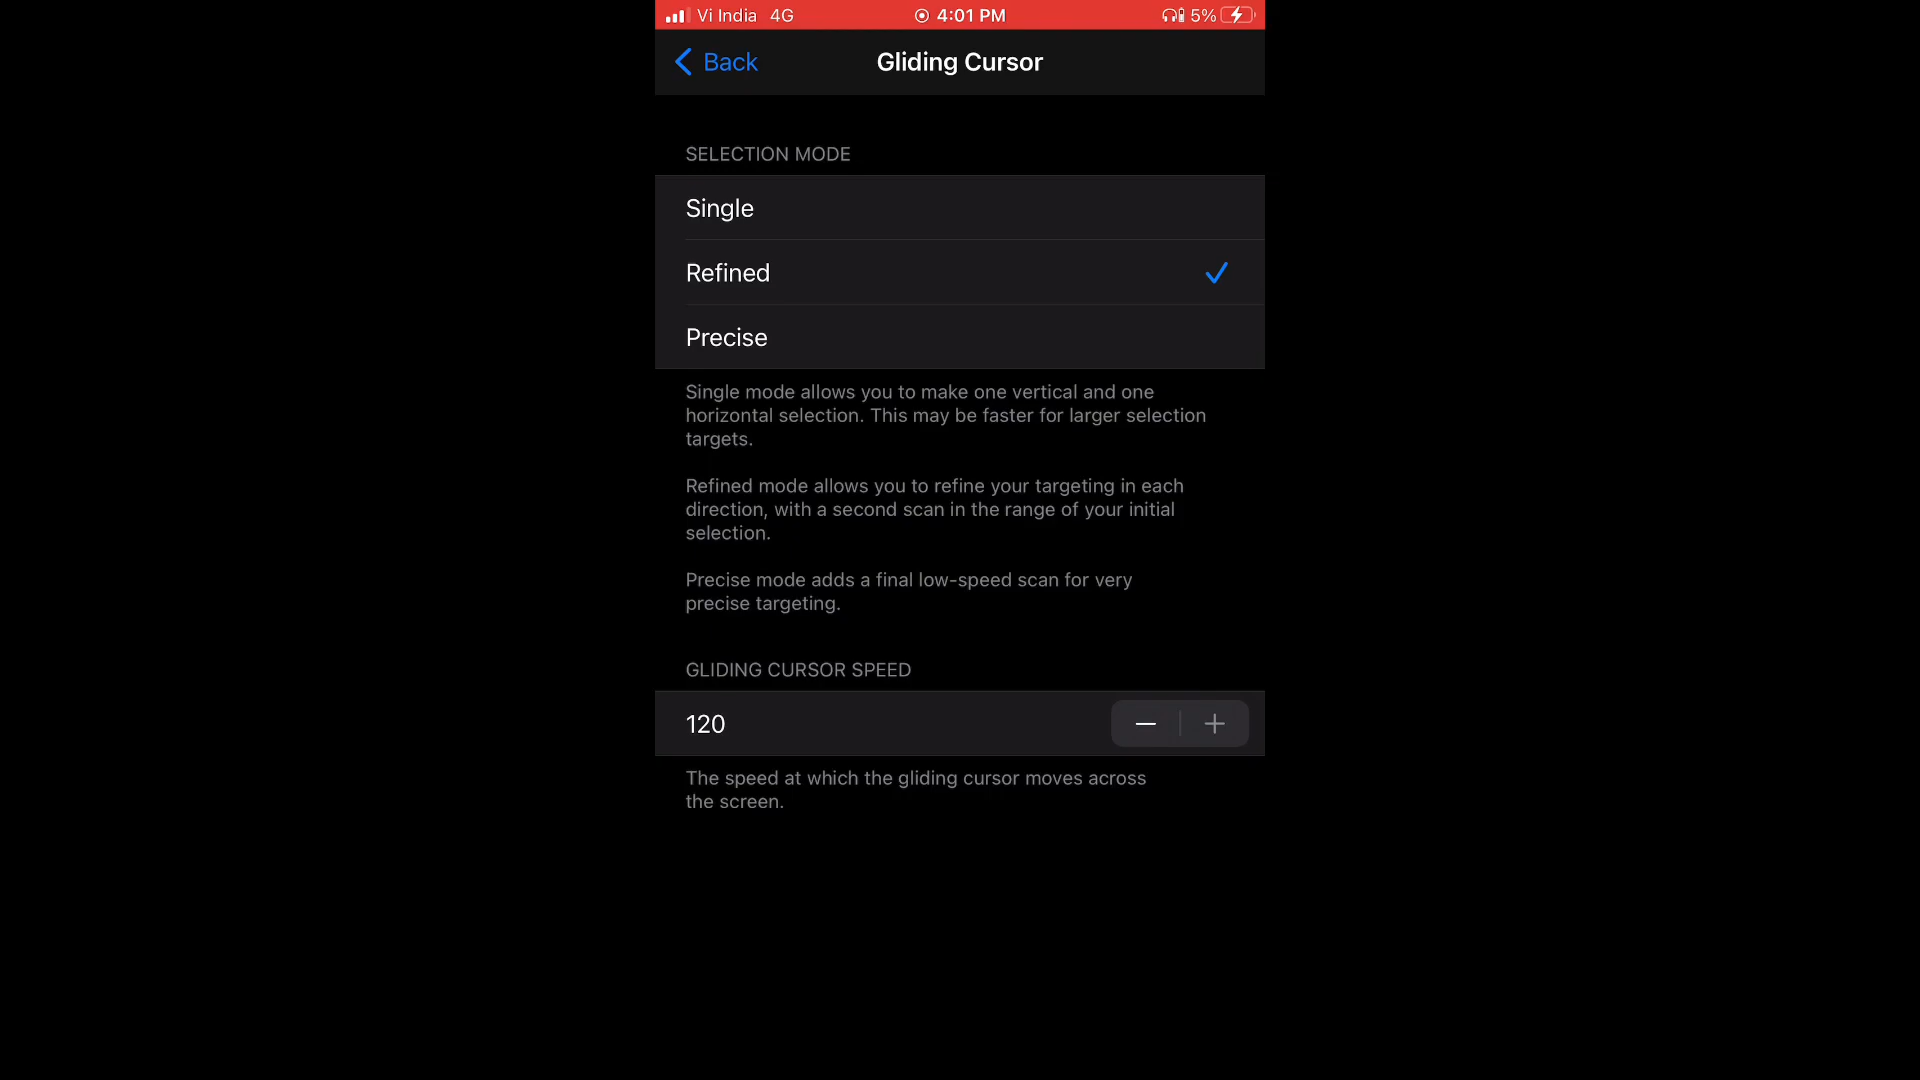 Vi India 4G 4:01 PM 5%
Back Gliding Cursor
SELECTION MODE
Single
Refined
Precise
Single mode allows you to make one vertical and one
horizontal selection. This may be faster for larger selection
targets.
Refined mode allows you to refine your targeting in each
direction, with a second scan in the range of your initial
selection.
Precise mode adds a final low-speed scan for very
precise targeting.
GLIDING CURSOR SPEED
120
The speed at which the gliding cursor moves across
the screen.